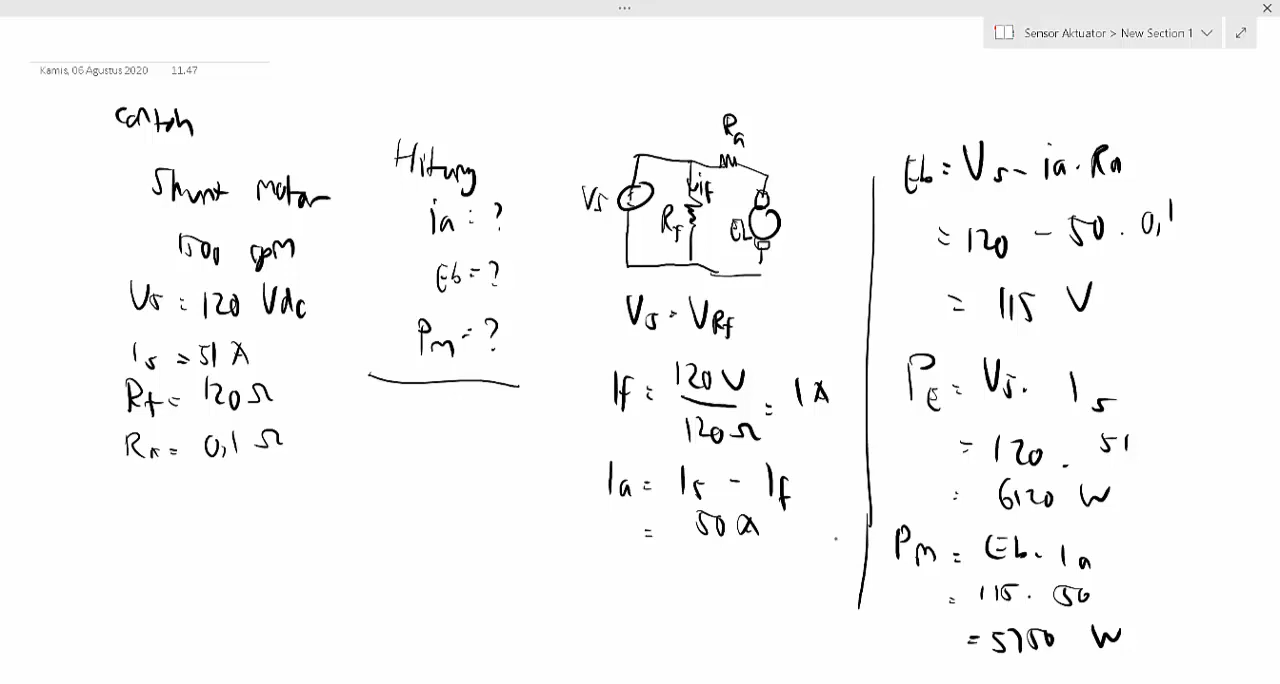 Sensor Aktuator > New Section 1
Kamis, 06 Agustus 2020 11.47
Contoh
Shunt motor
1500 rpm
Vs = 120 Vdc
Is = 51 A
Rf = 120 Ω
Ra = 0,1 Ω
Hitung
ia = ?
Eb = ?
Pm = ?
Ra
Vs
if
Rf
Eb
Vs = VRf
If = 120 V / 120 Ω = 1 A
Ia = Is - If
= 50 A
Eb = Vs - ia . Ra
= 120 - 50 . 0,1
= 115 V
PE = Vs . Is
= 120 . 51
= 6120 W
Pm = Eb . Ia
= 115 . 50
= 5750 W